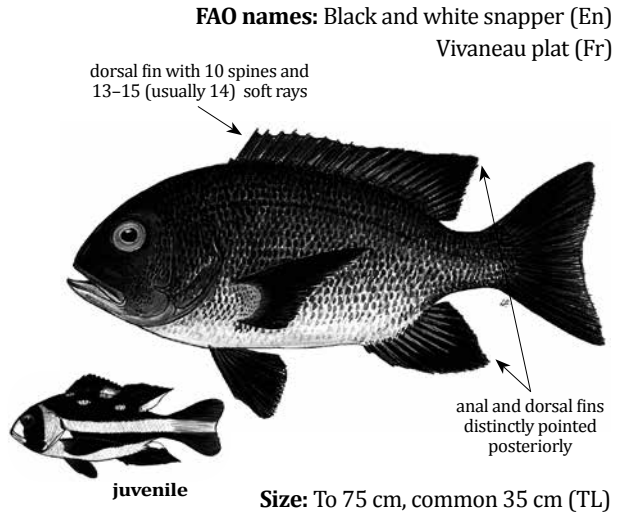 FAO names: Black and white snapper (En)
Vivaneau plat (Fr)
dorsal fin with 10 spines and
13–15 (usually 14) soft rays
anal and dorsal fins
distinctly pointed
posteriorly
juvenile
Size: To 75 cm, common 35 cm (TL)